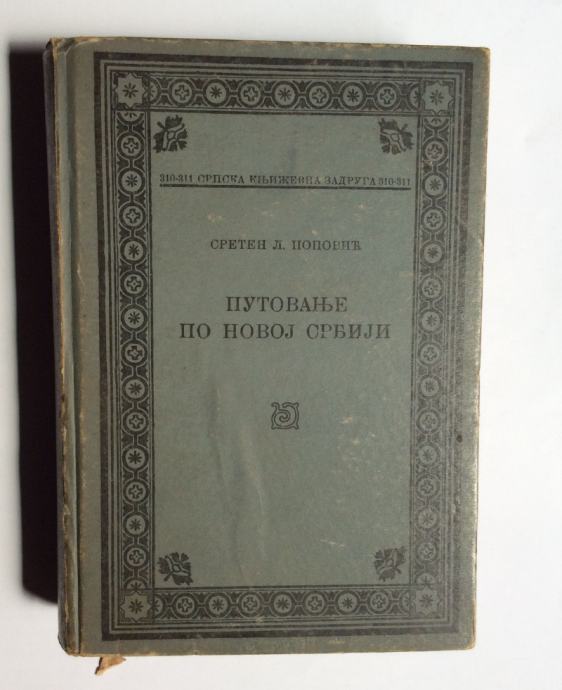 310-311 СРПСКА КЊИЖЕВНА ЗАДРУГА 310-311
СРЕТЕН Л. ПОПОВИЋ
ПУТОВАЊЕ
ПО НОВОЈ СРБИЈИ